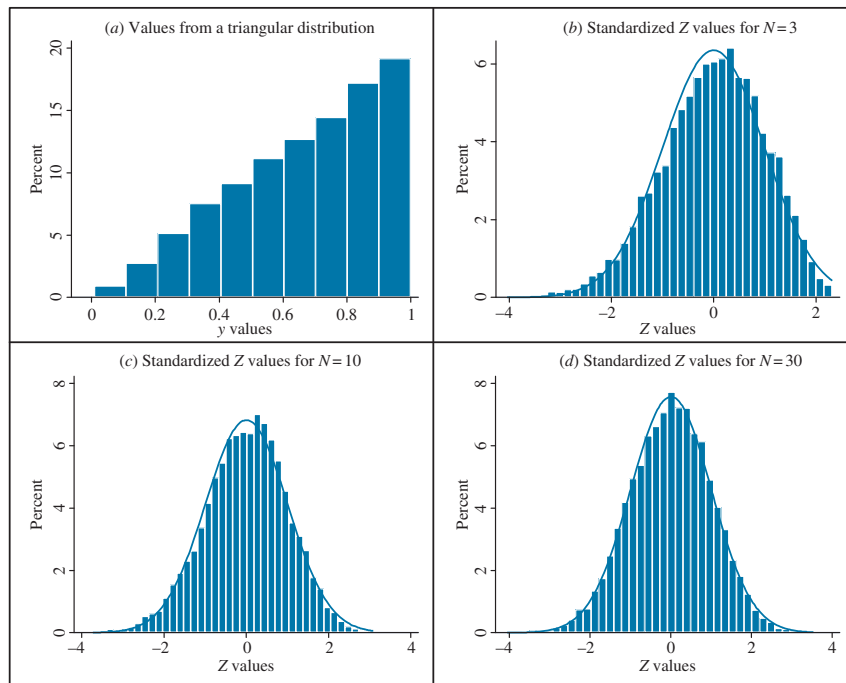 (a) Values from a triangular distribution
Percent
20
15
10
5
0
0 0.2 0.4 0.6 0.8 1
y values
(b) Standardized Z values for N=3
Percent
6
4
2
0
−4 −2 0 2
Z values
(c) Standardized Z values for N=10
Percent
8
6
4
2
0
−4 −2 0 2 4
Z values
(d) Standardized Z values for N=30
Percent
8
6
4
2
0
−4 −2 0 2 4
Z values